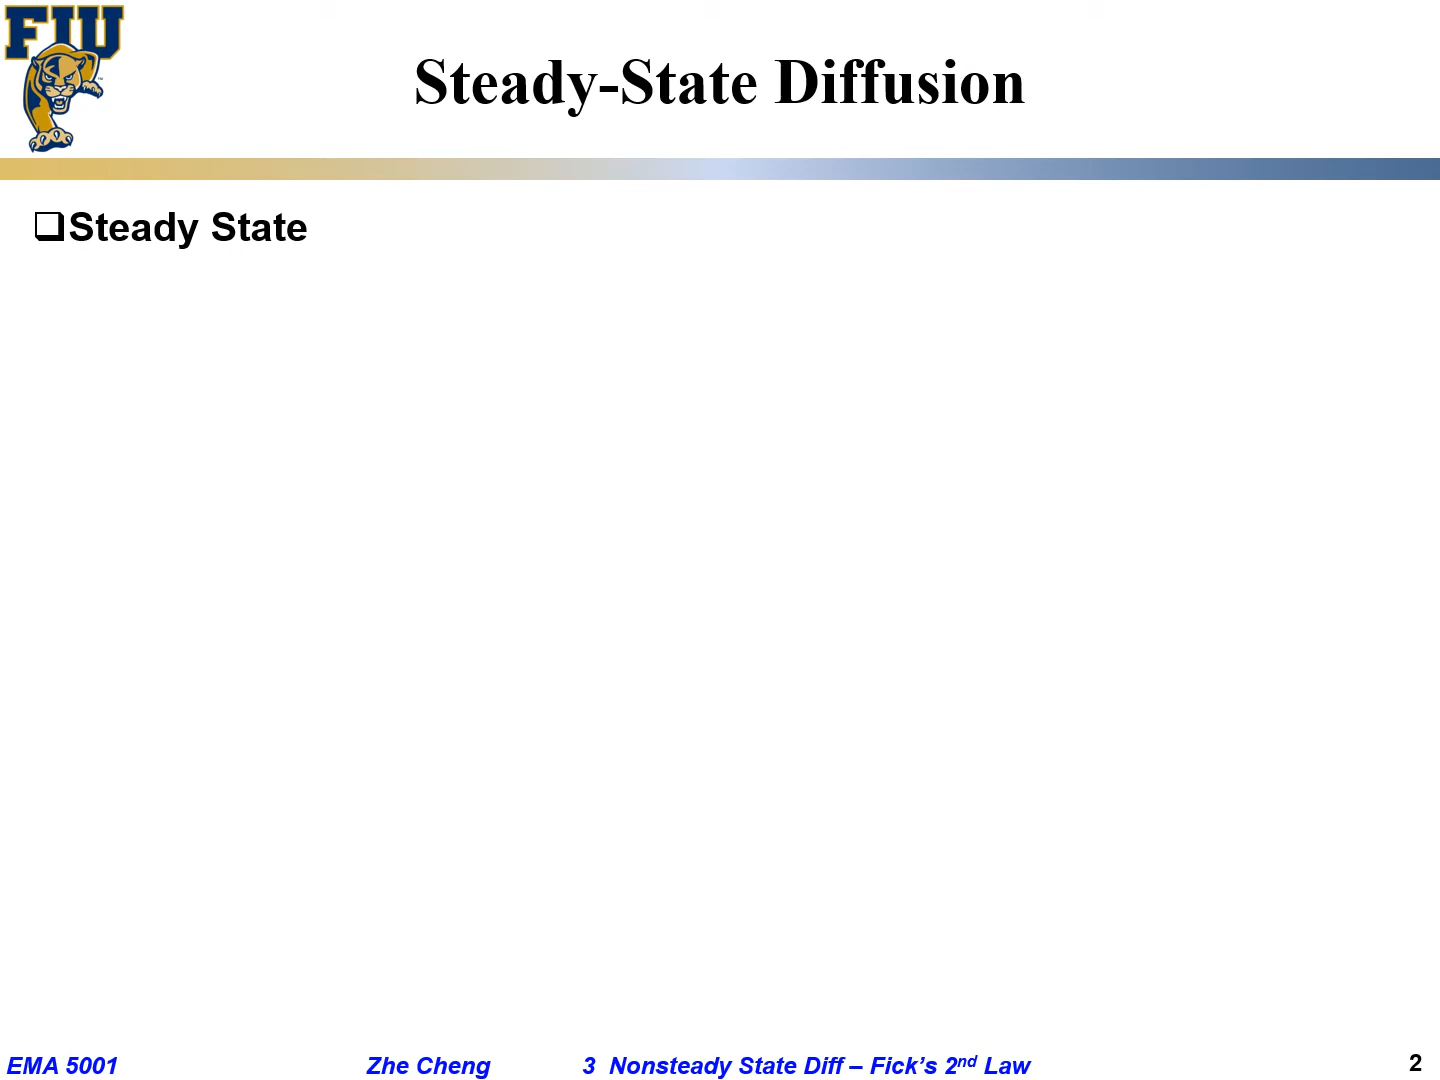 FIU
Steady-State Diffusion
Steady State
EMA 5001 Zhe Cheng 3 Nonsteady State Diff – Fick’s 2nd Law 2